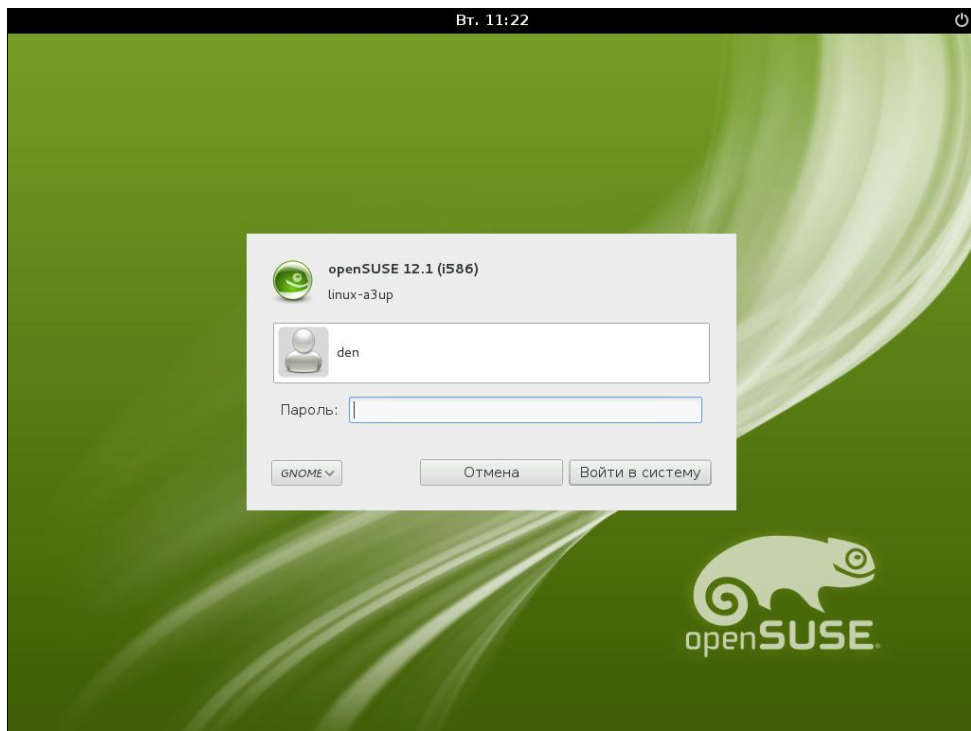 Вт. 11:22
openSUSE 12.1 (i586)
linux-a3up
den
Пароль:
GNOME
Отмена
Войти в систему
openSUSE